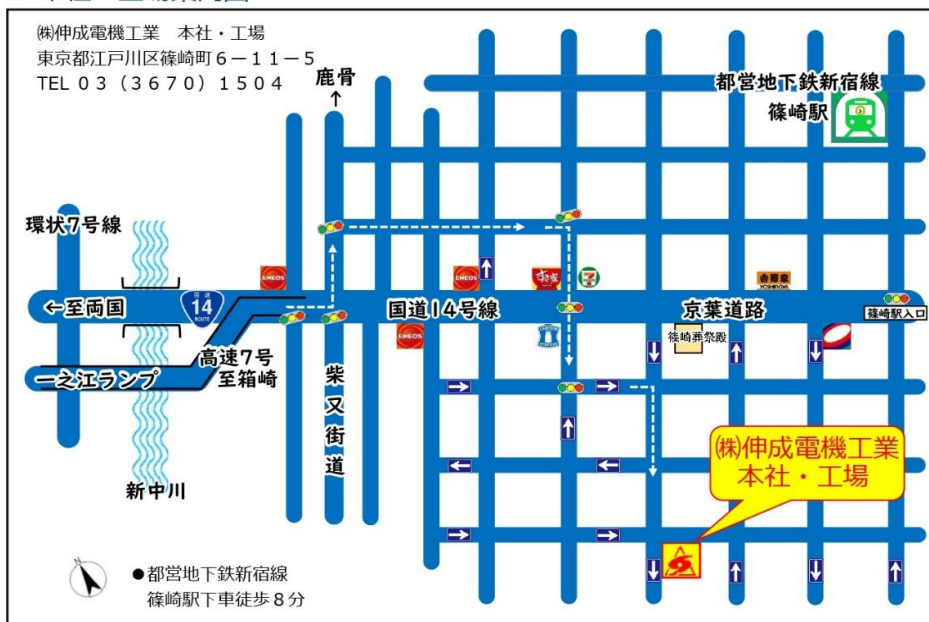 ㈱伸成電機工業 本社・工場
東京都江戸川区篠崎町6-11-5
TEL 03 (3670) 1504
鹿骨
↑
都営地下鉄新宿線
篠崎駅
環状7号線
ENEOS
ENEOS
すき家
7
吉野家
YOSHINOYA
←至両国
国道
14
ROUTE
国道14号線
京葉道路
篠崎駅入口
ENEOS
篠崎葬祭殿
高速7号
至箱崎
一之江ランプ
柴又街道
新中川
㈱伸成電機工業
本社・工場
●都営地下鉄新宿線
篠崎駅下車徒歩8分